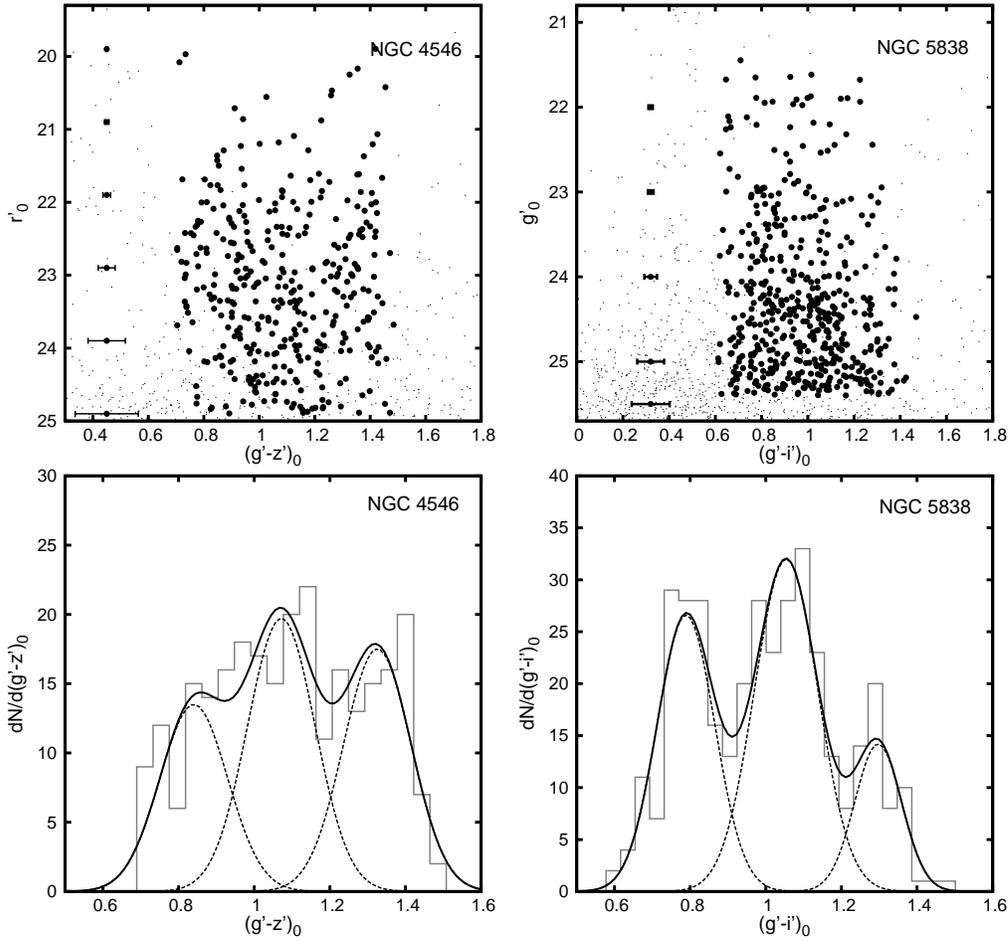 NGC 4546
r'0
20
21
22
23
24
25
0.4 0.6 0.8 1 1.2 1.4 1.6 1.8
(g'-z')0
NGC 5838
g'0
21
22
23
24
25
0 0.2 0.4 0.6 0.8 1 1.2 1.4 1.6 1.8
(g'-i')0
NGC 4546
dN/d(g'-z')0
30
25
20
15
10
5
0
0.6 0.8 1 1.2 1.4 1.6
(g'-z')0
NGC 5838
dN/d(g'-i')0
40
35
30
25
20
15
10
5
0
0.6 0.8 1 1.2 1.4 1.6
(g'-i')0